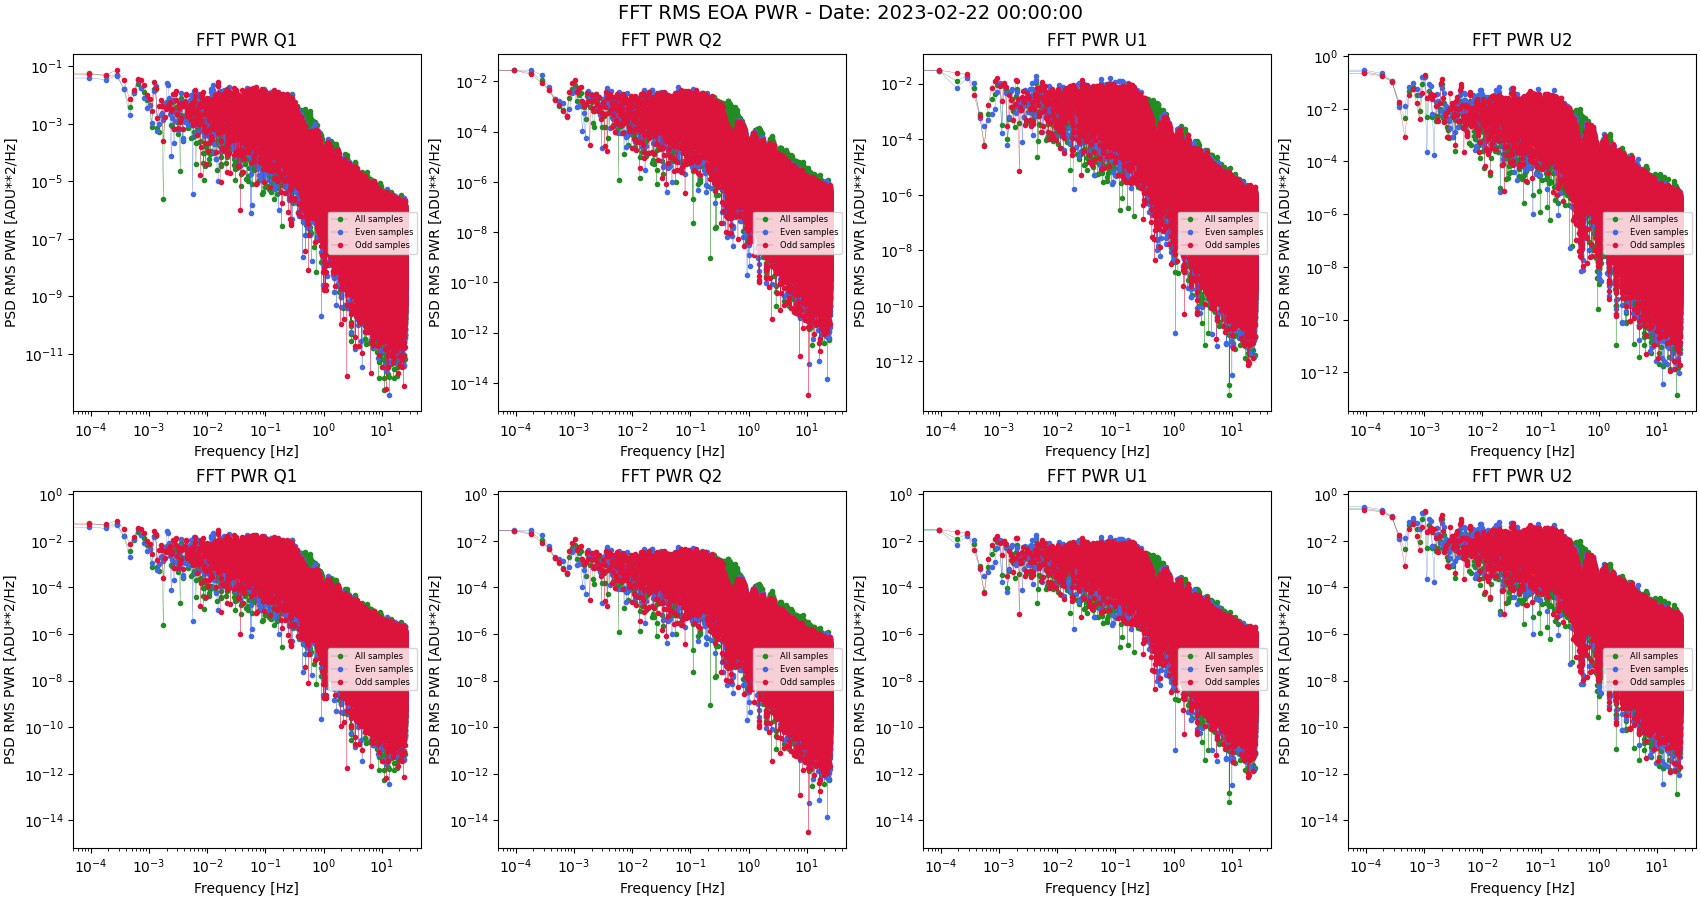 FFT RMS EOA PWR - Date: 2023-02-22 00:00:00
FFT PWR Q1
PSD RMS PWR [ADU**2/Hz]
10^-1
10^-3
10^-5
10^-7
10^-9
10^-11
All samples
Even samples
Odd samples
10^-4 10^-3 10^-2 10^-1 10^0 10^1
Frequency [Hz]
FFT PWR Q2
PSD RMS PWR [ADU**2/Hz]
10^-2
10^-4
10^-6
10^-8
10^-10
10^-12
10^-14
All samples
Even samples
Odd samples
10^-4 10^-3 10^-2 10^-1 10^0 10^1
Frequency [Hz]
FFT PWR U1
PSD RMS PWR [ADU**2/Hz]
10^-2
10^-4
10^-6
10^-8
10^-10
10^-12
All samples
Even samples
Odd samples
10^-4 10^-3 10^-2 10^-1 10^0 10^1
Frequency [Hz]
FFT PWR U2
PSD RMS PWR [ADU**2/Hz]
10^0
10^-2
10^-4
10^-6
10^-8
10^-10
10^-12
All samples
Even samples
Odd samples
10^-4 10^-3 10^-2 10^-1 10^0 10^1
Frequency [Hz]
FFT PWR Q1
PSD RMS PWR [ADU**2/Hz]
10^0
10^-2
10^-4
10^-6
10^-8
10^-10
10^-12
10^-14
All samples
Even samples
Odd samples
10^-4 10^-3 10^-2 10^-1 10^0 10^1
Frequency [Hz]
FFT PWR Q2
PSD RMS PWR [ADU**2/Hz]
10^0
10^-2
10^-4
10^-6
10^-8
10^-10
10^-12
10^-14
All samples
Even samples
Odd samples
10^-4 10^-3 10^-2 10^-1 10^0 10^1
Frequency [Hz]
FFT PWR U1
PSD RMS PWR [ADU**2/Hz]
10^0
10^-2
10^-4
10^-6
10^-8
10^-10
10^-12
10^-14
All samples
Even samples
Odd samples
10^-4 10^-3 10^-2 10^-1 10^0 10^1
Frequency [Hz]
FFT PWR U2
PSD RMS PWR [ADU**2/Hz]
10^0
10^-2
10^-4
10^-6
10^-8
10^-10
10^-12
10^-14
All samples
Even samples
Odd samples
10^-4 10^-3 10^-2 10^-1 10^0 10^1
Frequency [Hz]